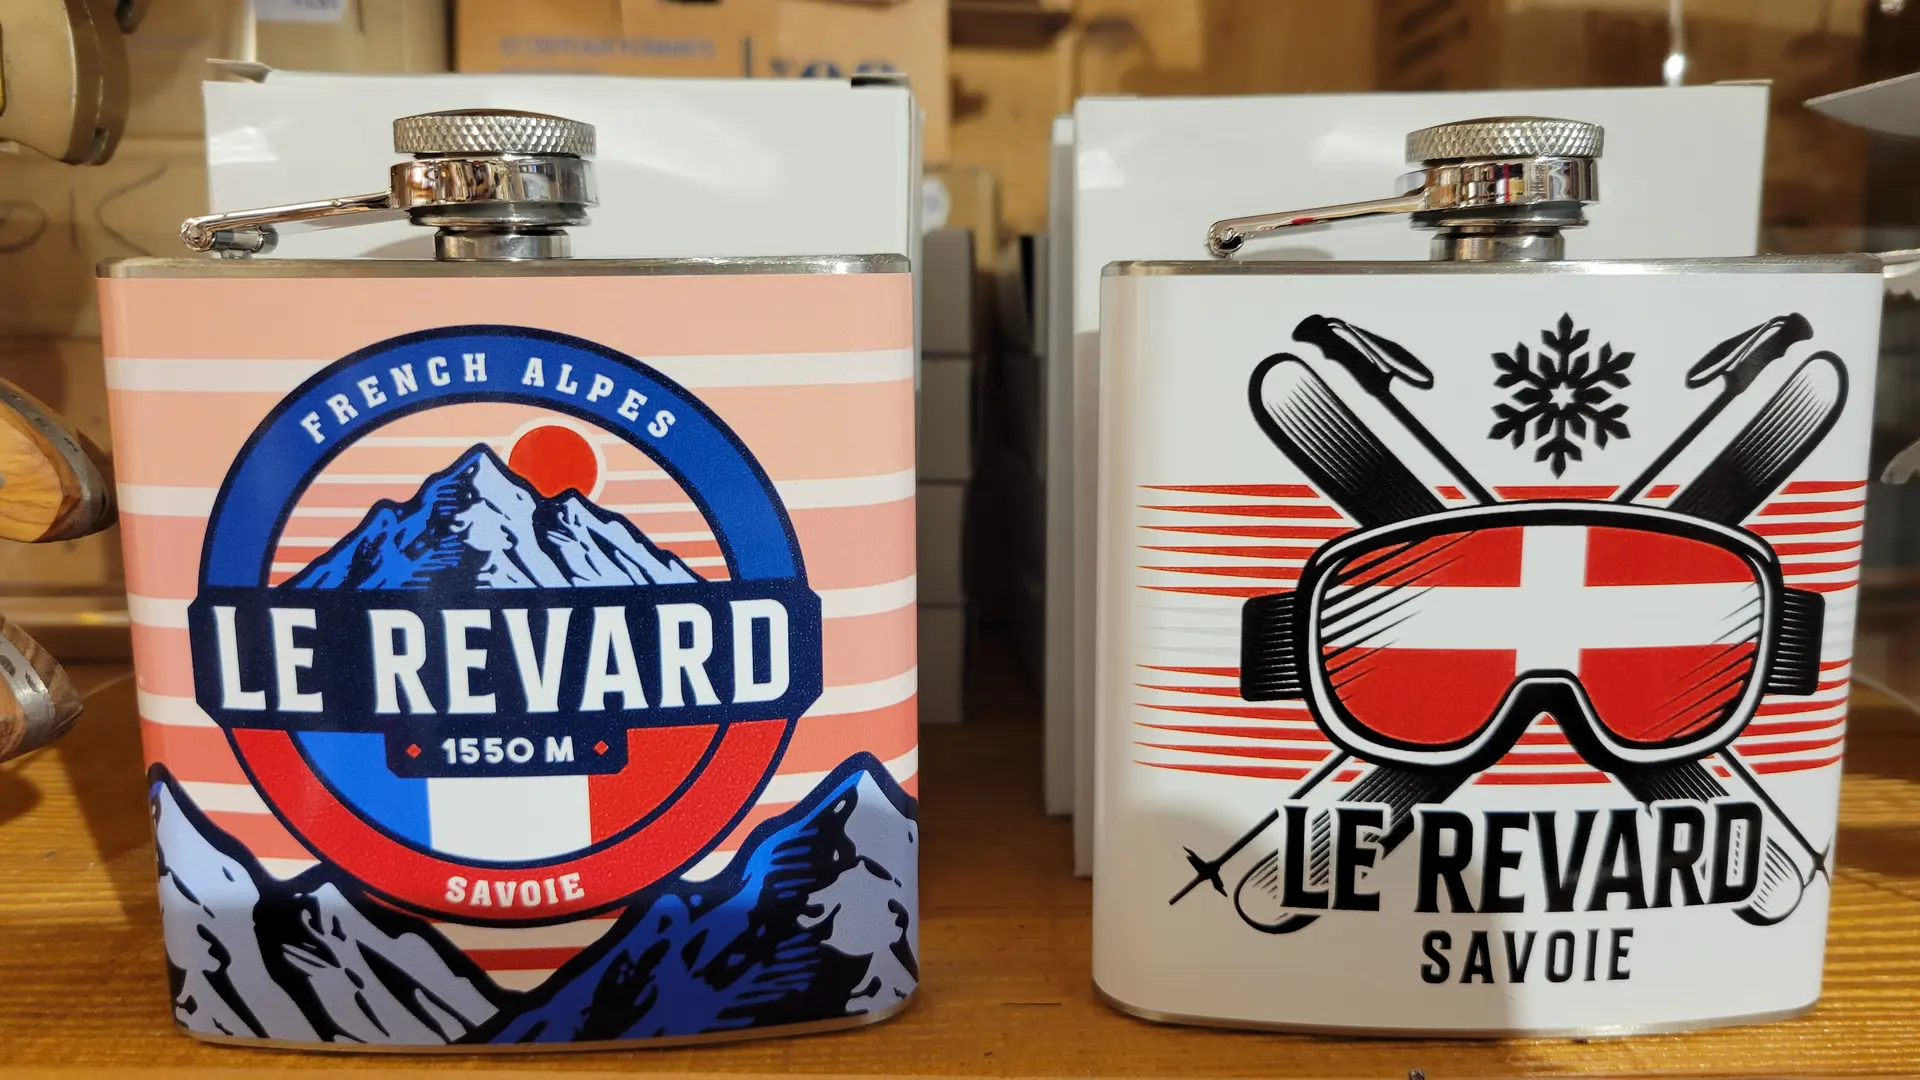 FRENCH ALPES
LE REVARD
1550 M
SAVOIE
LE REVARD
SAVOIE